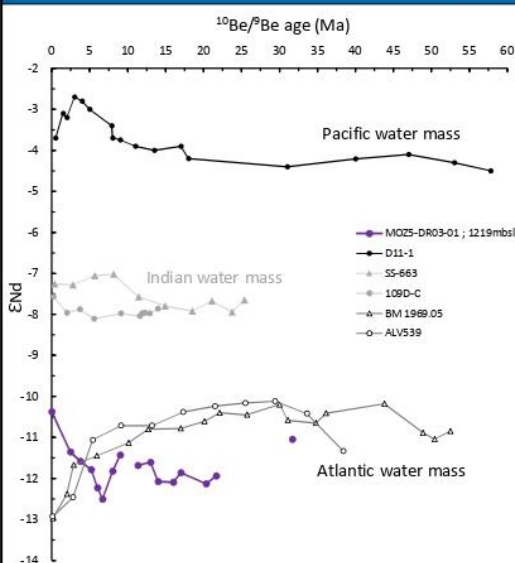 ¹⁰Be/⁹Be age (Ma)
0 5 10 15 20 25 30 35 40 45 50 55 60
-2
-3
-4
-5
-6
-7
-8
-9
-10
-11
-12
-13
-14
εNd
Pacific water mass
MOZ5-DR03-01 ; 1219mbsl
D11-1
SS-663
109D-C
BM 1969.05
ALV539
Indian water mass
Atlantic water mass